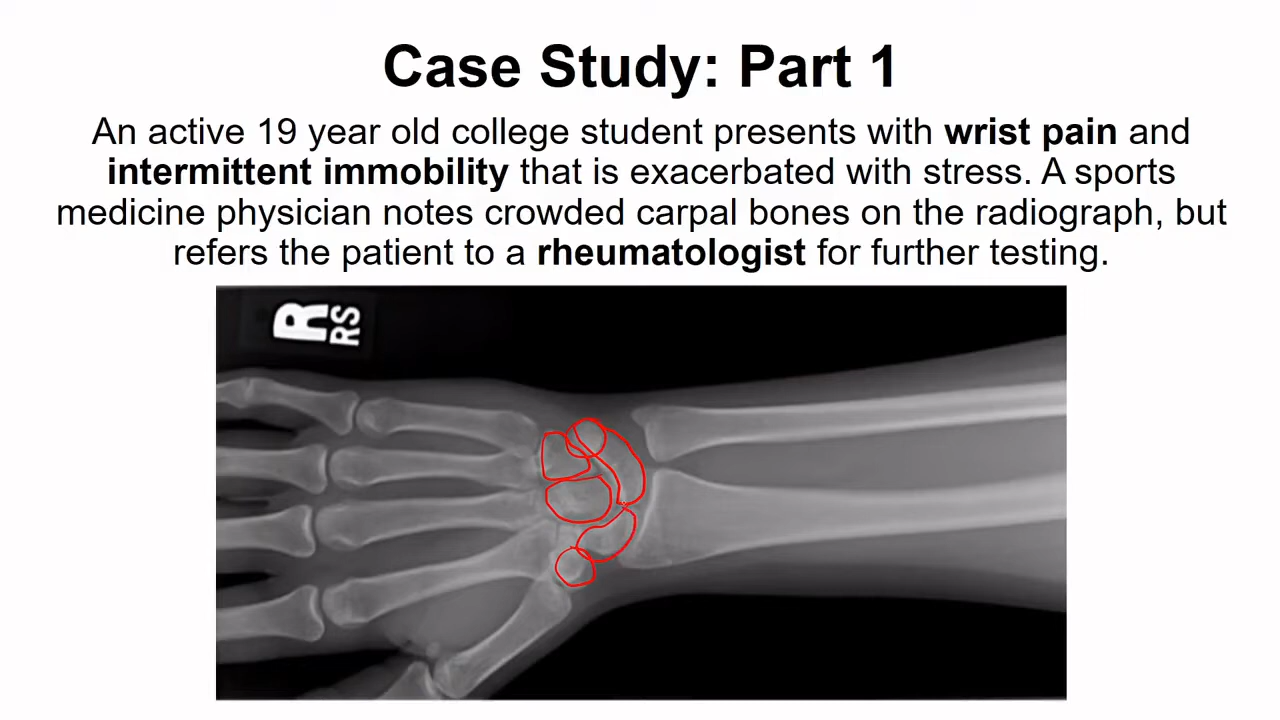 Case Study: Part 1
An active 19 year old college student presents with wrist pain and
intermittent immobility that is exacerbated with stress. A sports
medicine physician notes crowded carpal bones on the radiograph, but
refers the patient to a rheumatologist for further testing.
R
RS